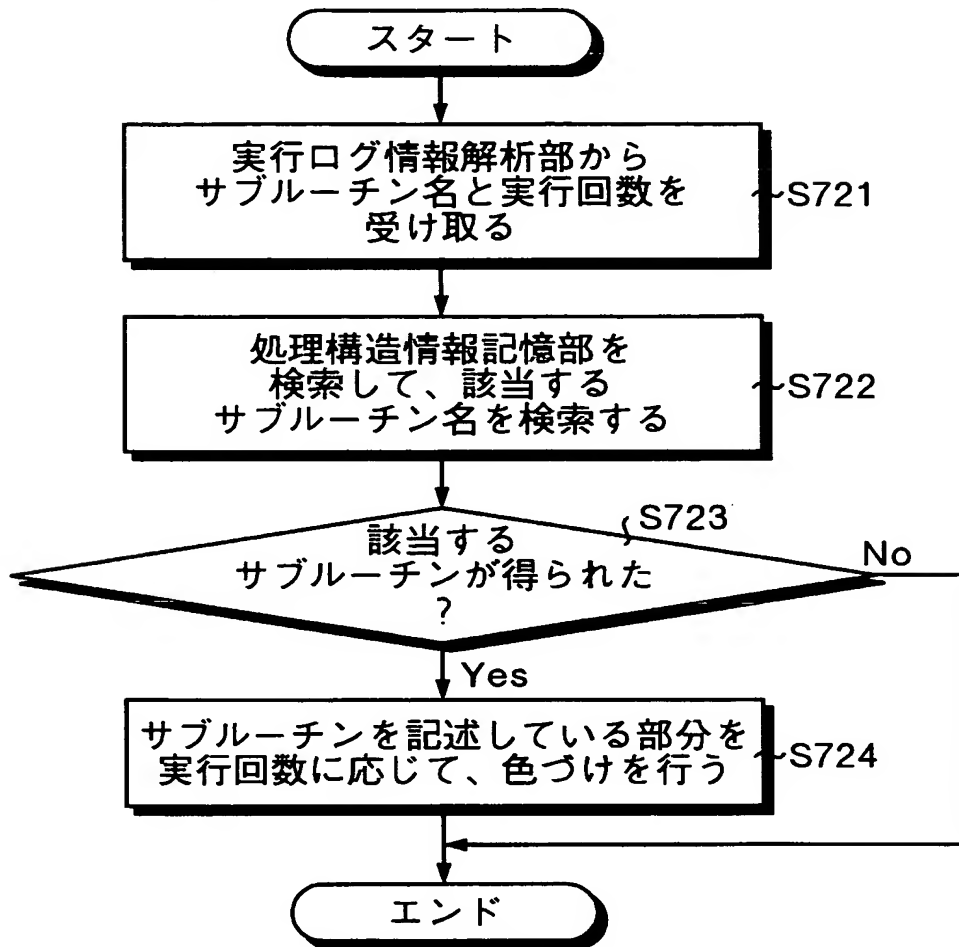 スタート
実行ログ情報解析部から
サブルーチン名と実行回数を
受け取る
S721
処理構造情報記憶部を
検索して、該当する
サブルーチン名を検索する
S722
S723
該当する
サブルーチンが得られた
?
No
Yes
サブルーチンを記述している部分を
実行回数に応じて、色づけを行う
S724
エンド